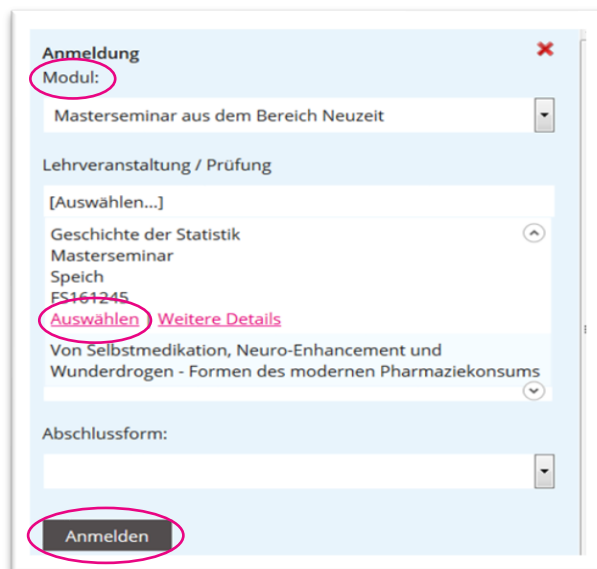 Anmeldung
Modul:
Masterseminar aus dem Bereich Neuzeit
Lehrveranstaltung / Prüfung
[Auswählen...]
Geschichte der Statistik
Masterseminar
Speich
FS161245
Auswählen | Weitere Details
Von Selbstmedikation, Neuro-Enhancement und
Wunderdrogen - Formen des modernen Pharmaziekonsums
Abschlussform:
Anmelden